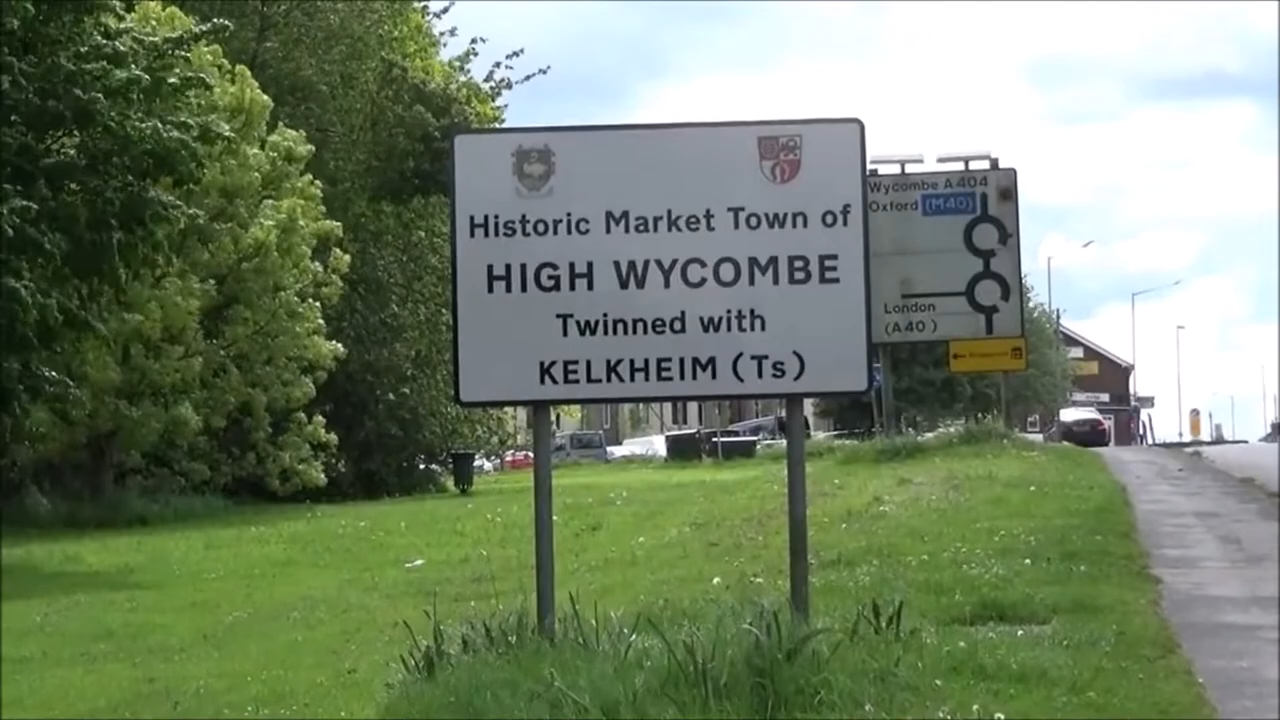 Historic Market Town of
HIGH WYCOMBE
Twinned with
KELKHEIM (Ts)
Wycombe A404
Oxford (M40)
London
(A40)